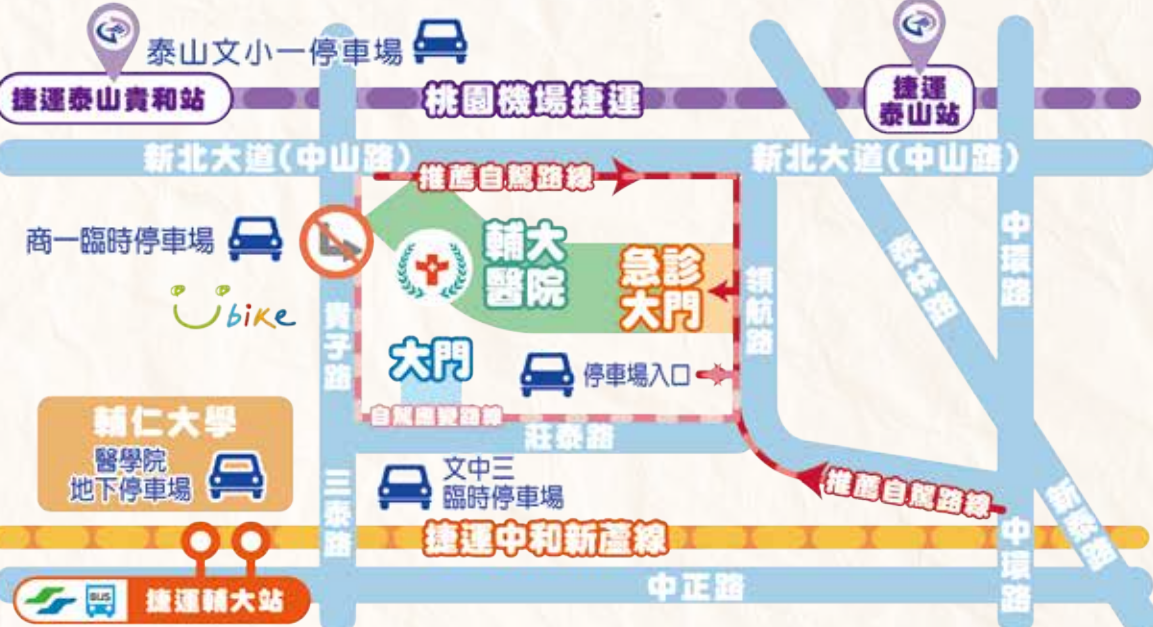 泰山文小一停車場
捷運泰山貴和站
桃園機場捷運
捷運
泰山站
新北大道(中山路)
新北大道(中山路)
推薦自駕路線
商一臨時停車場
Ubike
輔大
醫院
急診
大門
領航路
泰林路
中環路
貴子路
大門
停車場入口
自駕應變路線
莊泰路
輔仁大學
醫學院
地下停車場
文中三
臨時停車場
三泰路
推薦自駕路線
新泰路
中環路
捷運中和新蘆線
BUS
捷運輔大站
中正路